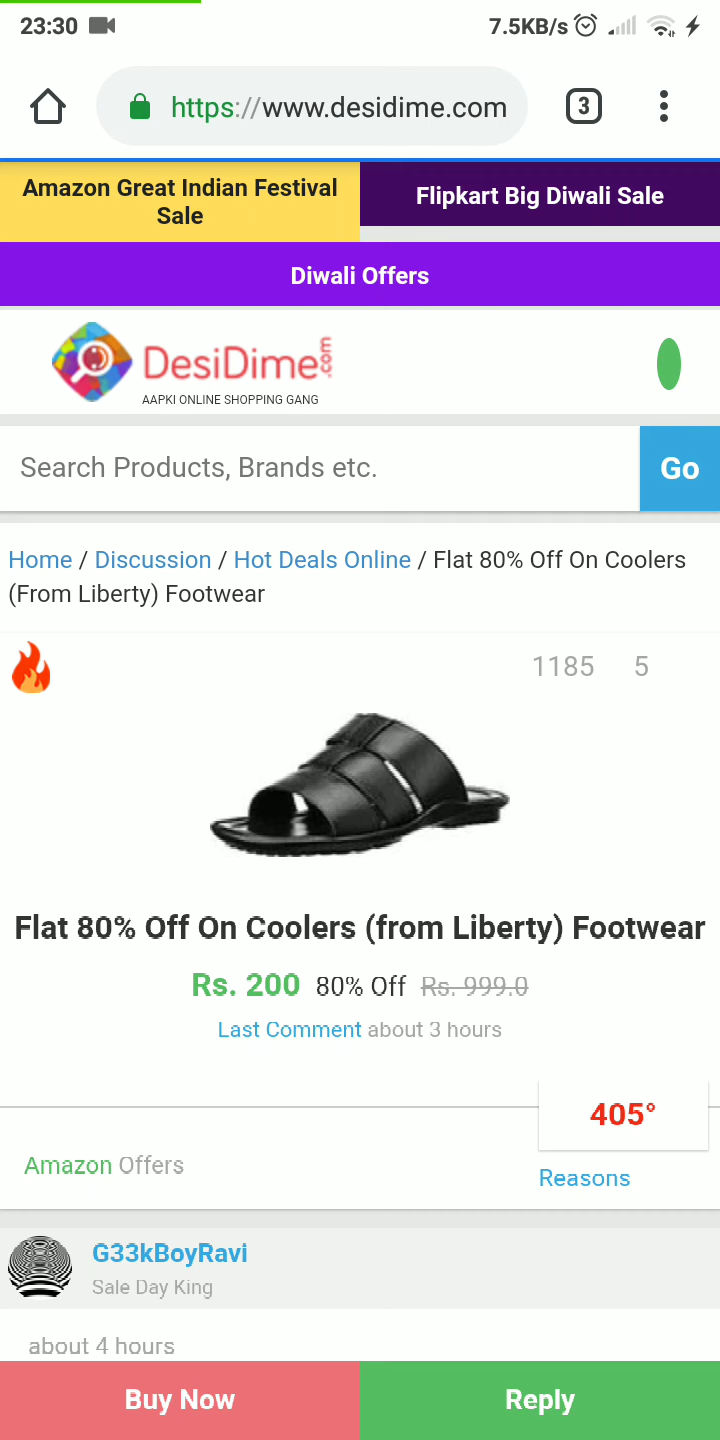 23:30
7.5KB/s
https://www.desidime.com
3
Amazon Great Indian Festival
Sale
Flipkart Big Diwali Sale
Diwali Offers
DesiDime.com
AAPKI ONLINE SHOPPING GANG
Search Products, Brands etc.
Go
Home / Discussion / Hot Deals Online / Flat 80% Off On Coolers
(From Liberty) Footwear
1185 5
Flat 80% Off On Coolers (from Liberty) Footwear
Rs. 200 80% Off Rs. 999.0
Last Comment about 3 hours
405°
Amazon Offers
Reasons
G33kBoyRavi
Sale Day King
about 4 hours
Buy Now
Reply